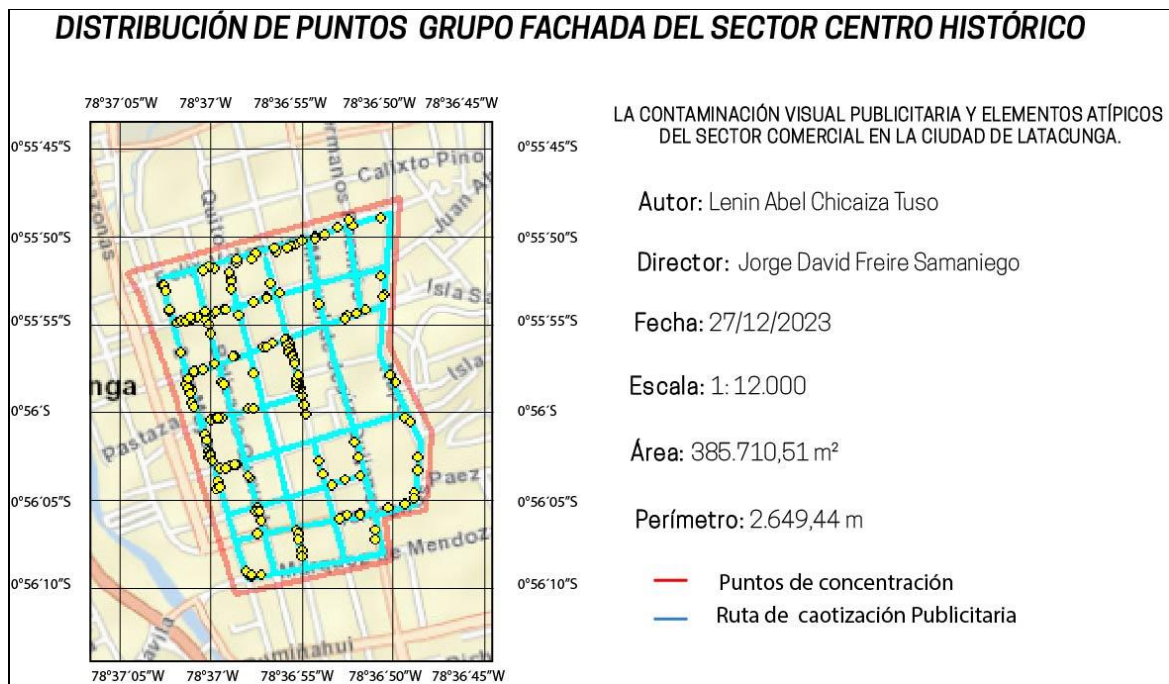 DISTRIBUCIÓN DE PUNTOS GRUPO FACHADA DEL SECTOR CENTRO HISTÓRICO
78°37´05”W 78°37´W 78°36´55”W 78°36´50”W 78°36´45”W
LA CONTAMINACIÓN VISUAL PUBLICITARIA Y ELEMENTOS ATÍPICOS
DEL SECTOR COMERCIAL EN LA CIUDAD DE LATACUNGA.
0°55´45”S 0°55´45”S
Calixto Pino
Quito
Juan
Autor: Lenin Abel Chicaiza Tuso
0°55´50”S 0°55´50”S
Director: Jorge David Freire Samaniego
Isla
0°55´55”S 0°55´55”S
Fecha: 27/12/2023
Isla
nga
Escala: 1: 12.000
0°56´S 0°56´S
Pastaza
Área: 385.710,51 m²
Paez
0°56´05”S 0°56´05”S
Perímetro: 2.649,44 m
de Mendoz
0°56´10”S 0°56´10”S
Puntos de concentración
Ruta de caotización Publicitaria
78°37´05”W 78°37´W 78°36´55”W 78°36´50”W 78°36´45”W